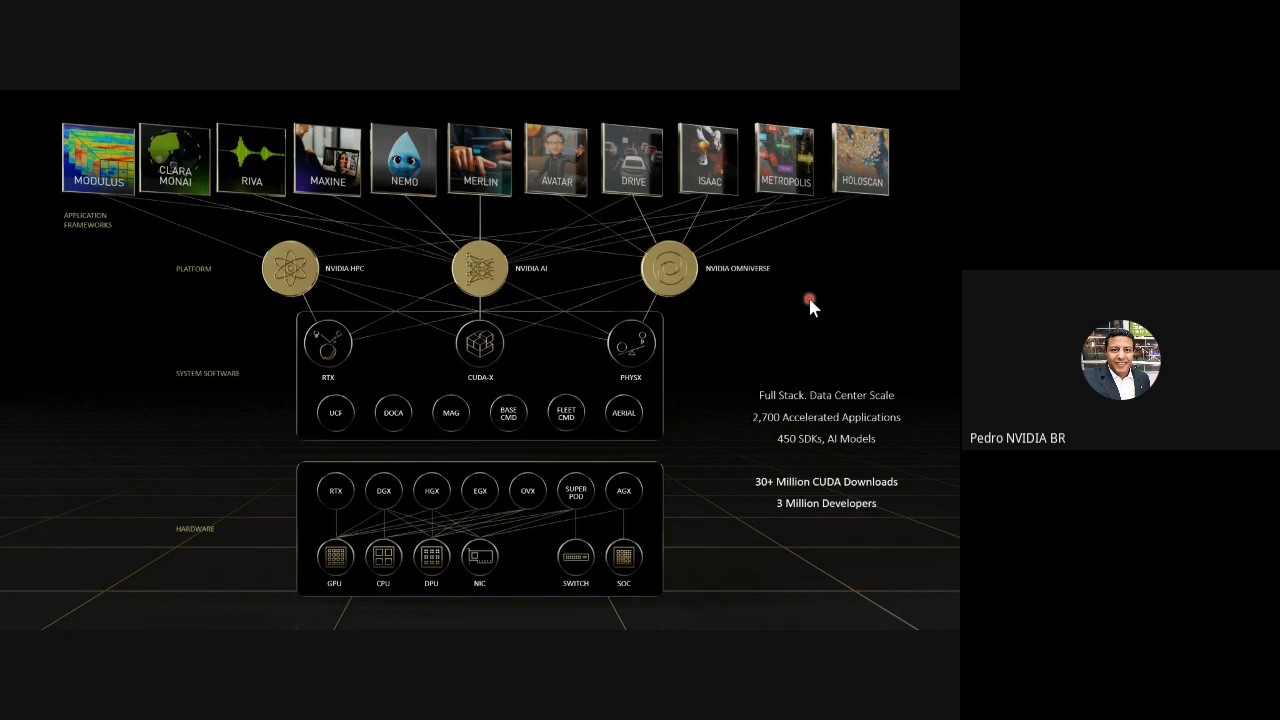 MODULUS
CLARA
MONAI
RIVA
MAXINE
NEMO
MERLIN
AVATAR
DRIVE
ISAAC
METROPOLIS
HOLOSCAN
APPLICATION
FRAMEWORKS
PLATFORM
NVIDIA HPC
NVIDIA AI
NVIDIA OMNIVERSE
SYSTEM SOFTWARE
RTX
CUDA-X
PHYSX
UCF
DOCA
MAG
BASE
CMD
FLEET
CMD
AERIAL
Full Stack. Data Center Scale
2,700 Accelerated Applications
450 SDKs, AI Models
30+ Million CUDA Downloads
3 Million Developers
HARDWARE
RTX
DGX
HGX
EGX
OVX
SUPER
POD
AGX
GPU
CPU
DPU
NIC
SWITCH
SOC
Pedro NVIDIA BR